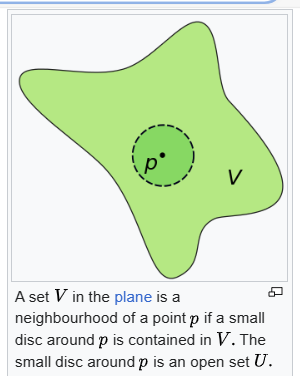 p
V
A set V in the plane is a
neighbourhood of a point p if a small
disc around p is contained in V. The
small disc around p is an open set U.